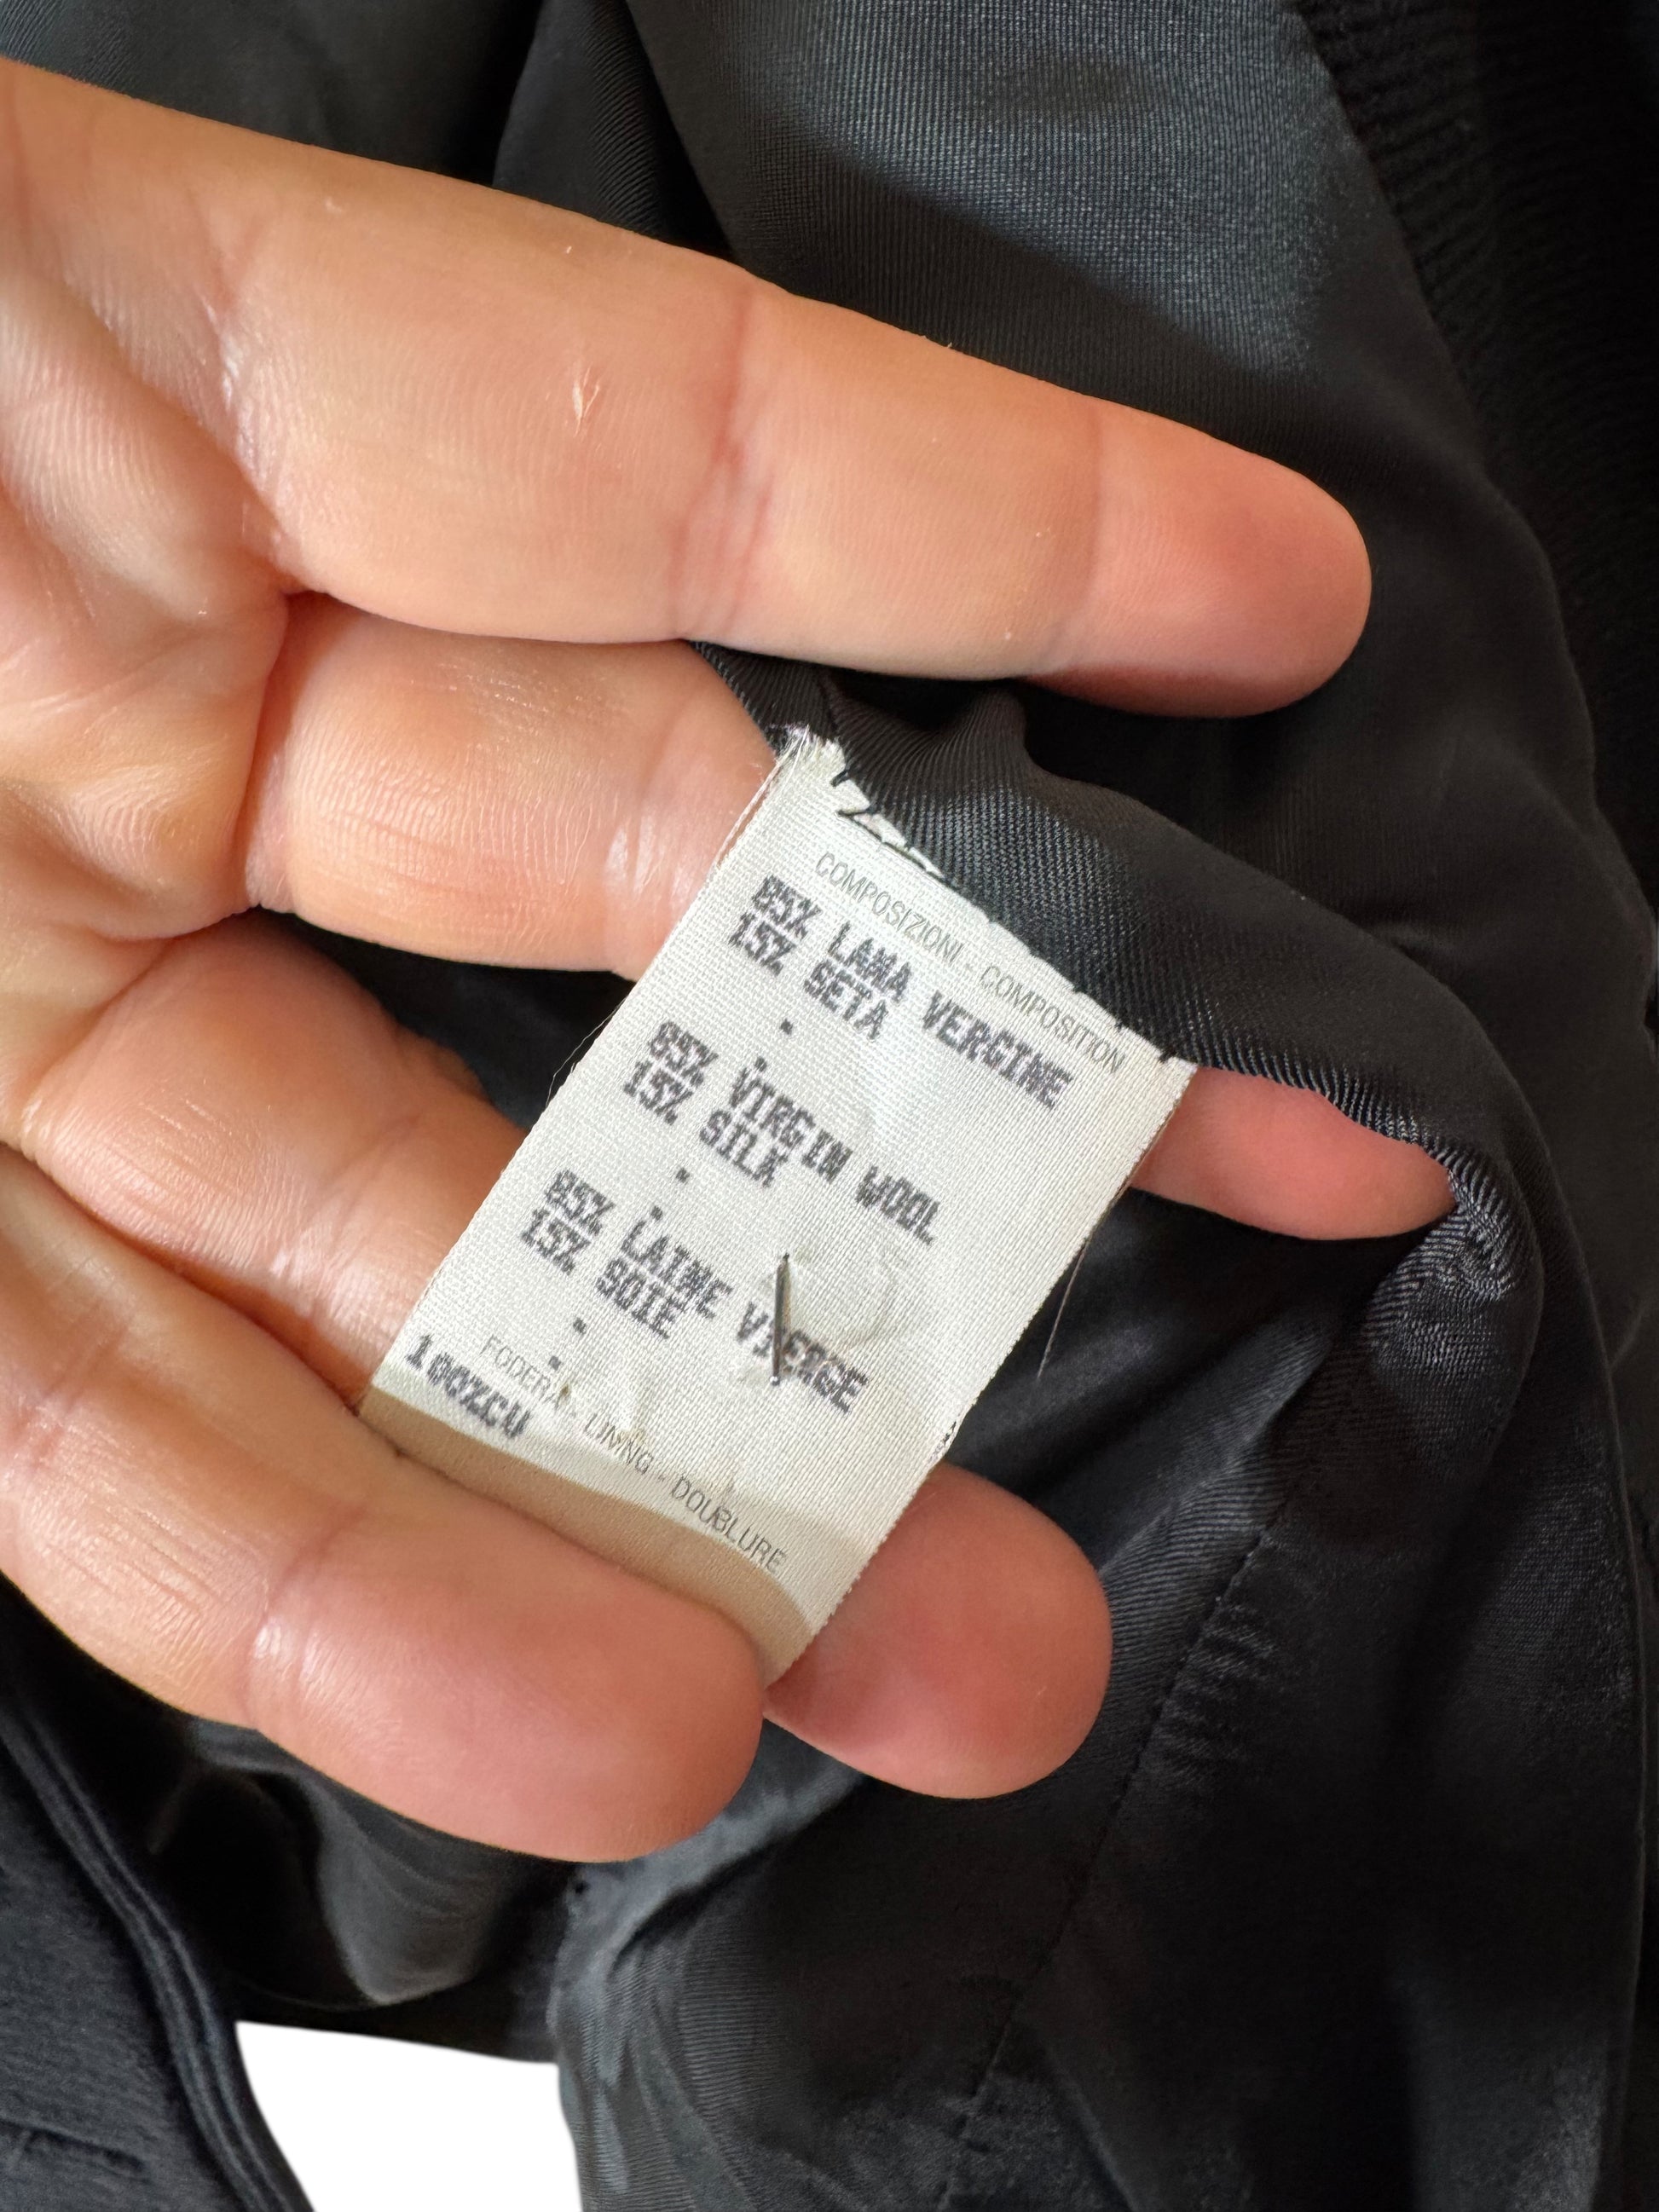 COMPOSIZIONI - COMPOSITION
85% LANA VERGINE
15% SETA
.
.
85% VIRGIN WOOL
15% SILK
.
.
85% LAINE VIERGE
15% SOIE
.
.
FODERA - LINING - DOUBLURE
100%CU